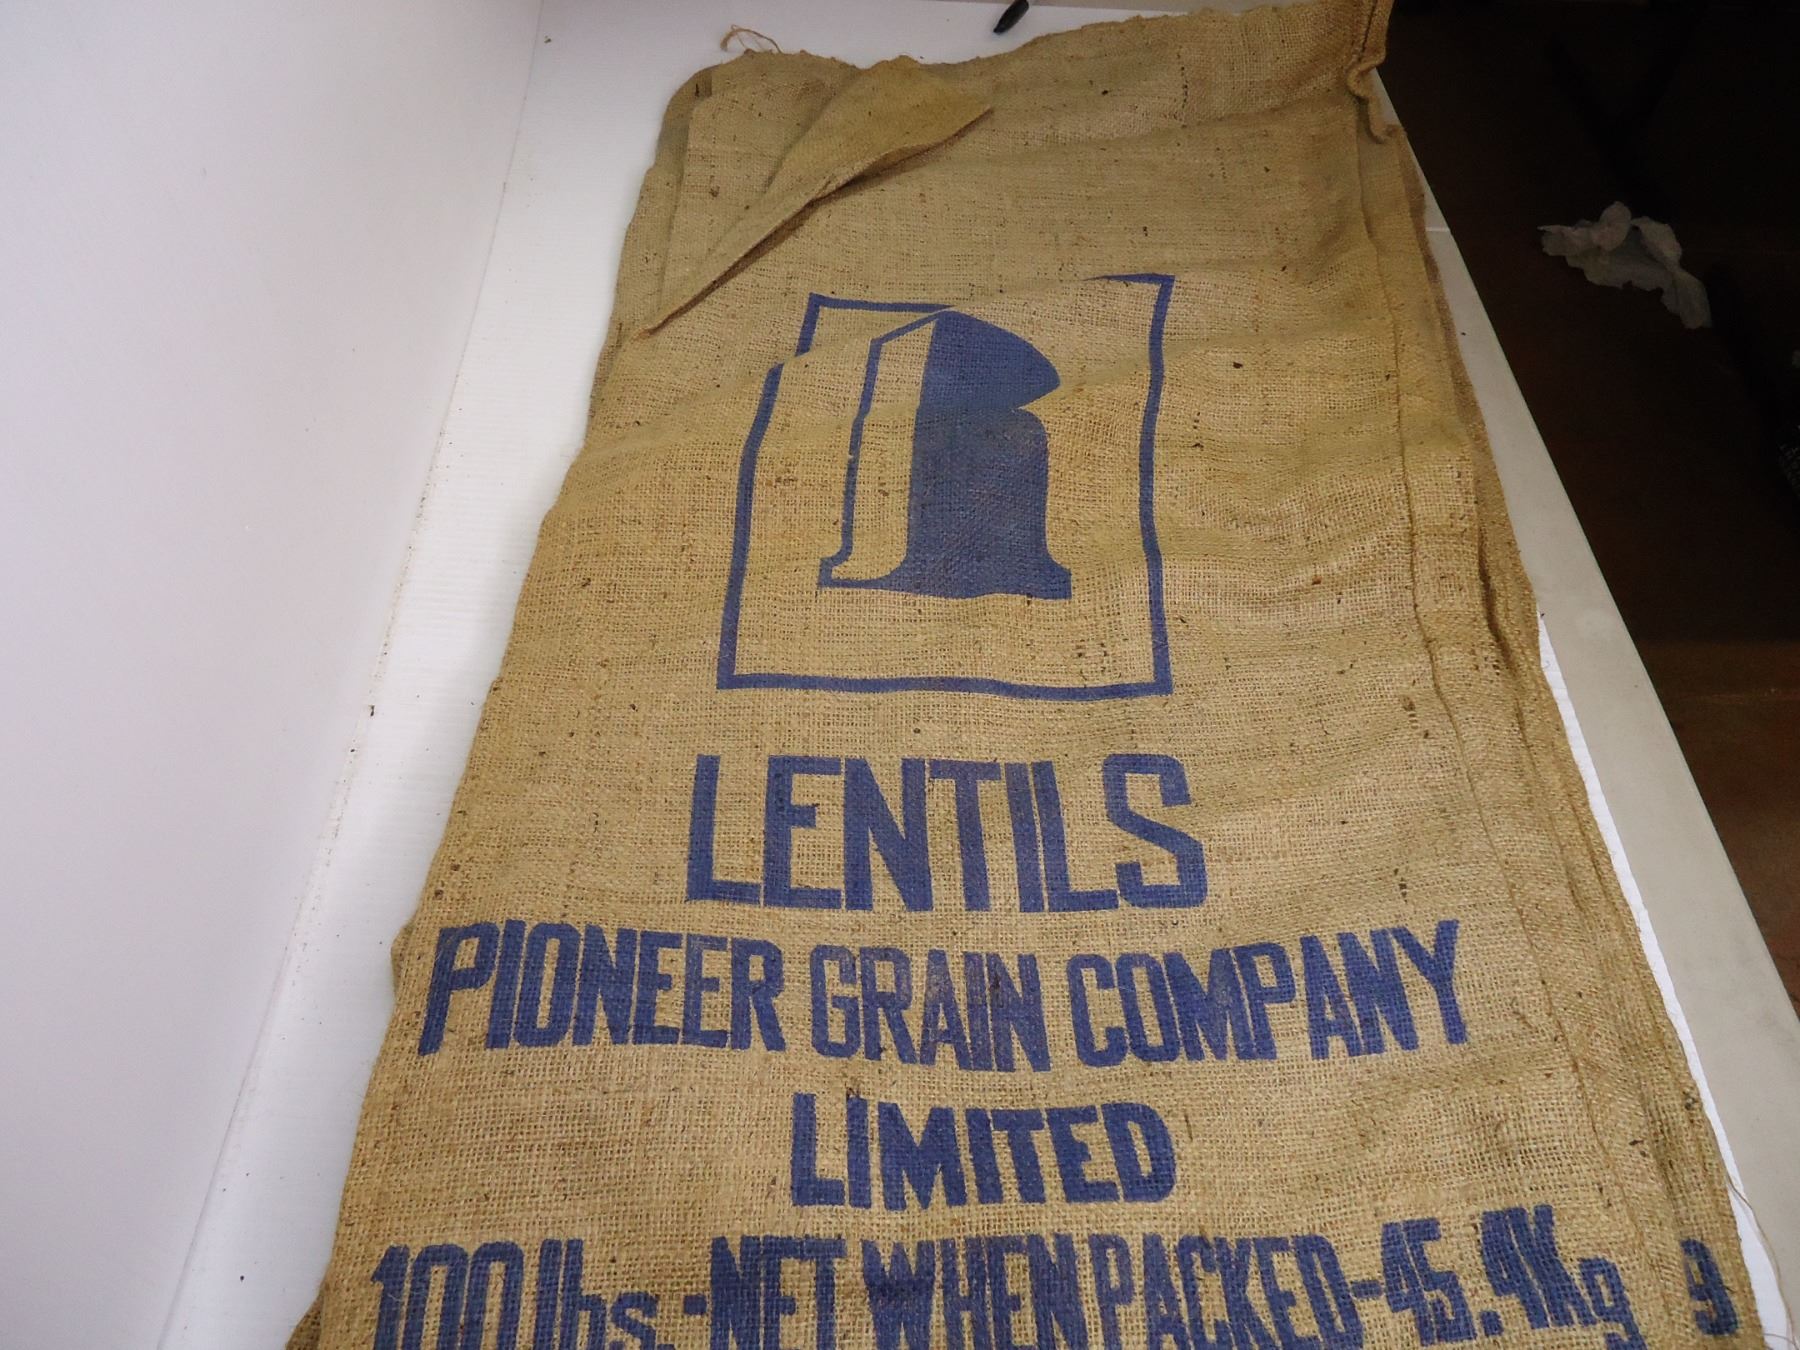 LENTILS
PIONEER GRAIN COMPANY
LIMITED
100 lbs.-NET WHEN PACKED-45.4Kg g